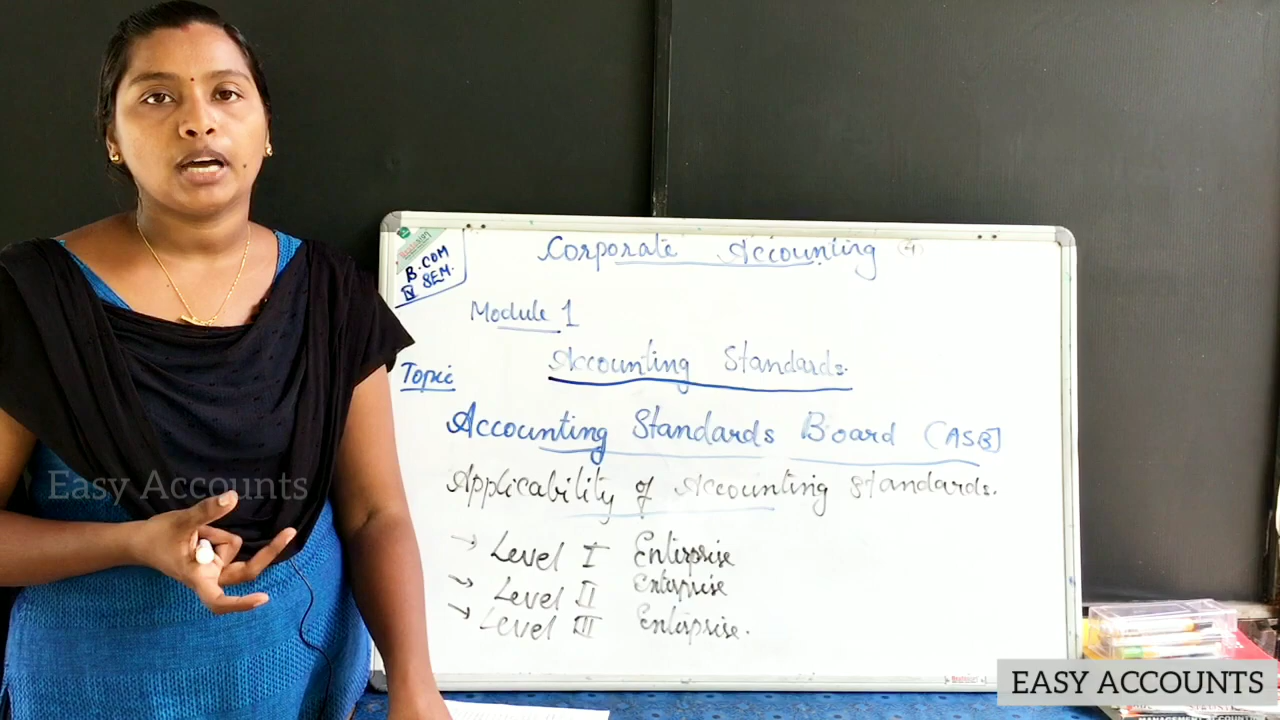 Corporate Accounting (4)
B.COM
IV SEM.
Module 1
Accounting Standards.
Topic
Accounting Standards Board (ASB)
Applicability of Accounting Standards.
→ Level I Enterprise
→ Level II Enterprise
→ Level III Enterprise.
Easy Accounts
EASY ACCOUNTS